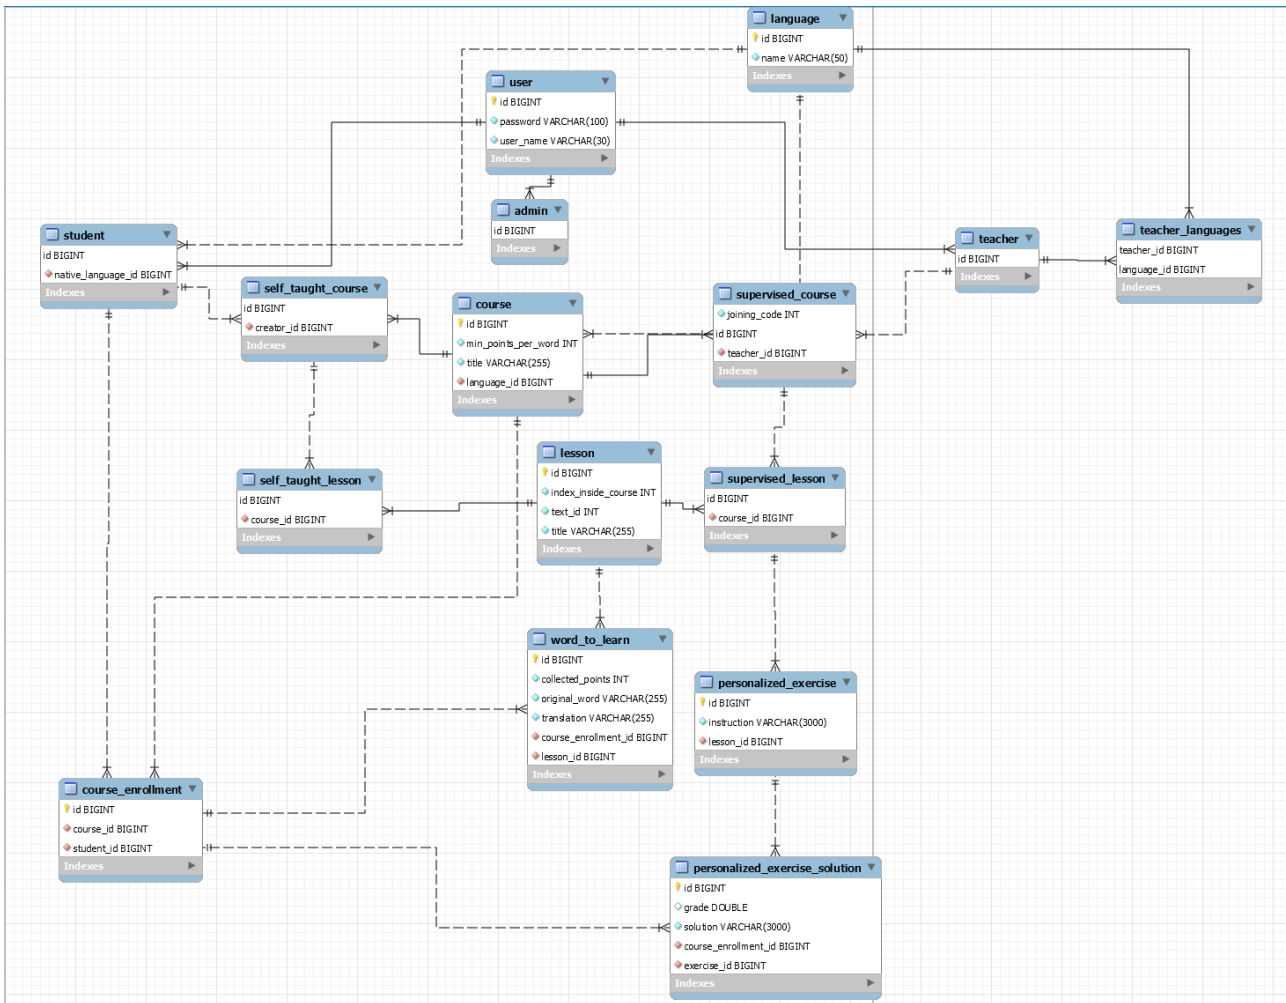 language
id BIGINT
name VARCHAR(50)
Indexes
user
id BIGINT
password VARCHAR(100)
user_name VARCHAR(30)
Indexes
admin
id BIGINT
Indexes
student
id BIGINT
native_language_id BIGINT
Indexes
teacher
id BIGINT
Indexes
teacher_languages
teacher_id BIGINT
language_id BIGINT
Indexes
self_taught_course
id BIGINT
creator_id BIGINT
Indexes
course
id BIGINT
min_points_per_word INT
title VARCHAR(255)
language_id BIGINT
Indexes
supervised_course
joining_code INT
id BIGINT
teacher_id BIGINT
Indexes
self_taught_lesson
id BIGINT
course_id BIGINT
Indexes
lesson
id BIGINT
index_inside_course INT
text_id INT
title VARCHAR(255)
Indexes
supervised_lesson
id BIGINT
course_id BIGINT
Indexes
word_to_learn
id BIGINT
collected_points INT
original_word VARCHAR(255)
translation VARCHAR(255)
course_enrollment_id BIGINT
lesson_id BIGINT
Indexes
personalized_exercise
id BIGINT
instruction VARCHAR(3000)
lesson_id BIGINT
Indexes
course_enrollment
id BIGINT
course_id BIGINT
student_id BIGINT
Indexes
personalized_exercise_solution
id BIGINT
grade DOUBLE
solution VARCHAR(3000)
course_enrollment_id BIGINT
exercise_id BIGINT
Indexes